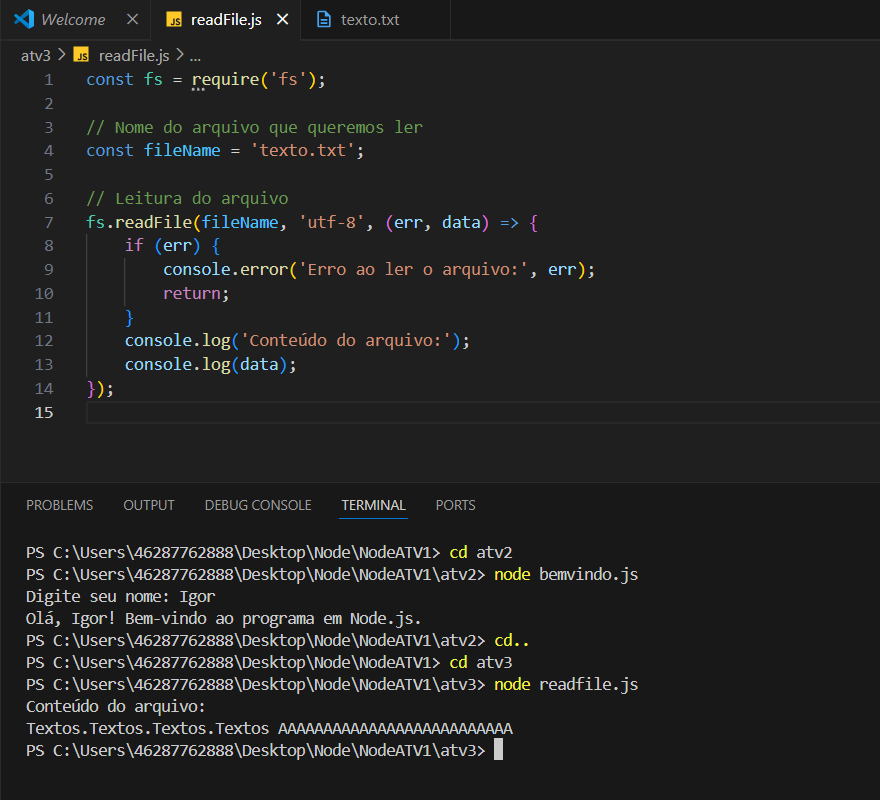 Welcome readFile.js texto.txt
atv3 > readFile.js > ...
1 const fs = require('fs');
2
3 // Nome do arquivo que queremos ler
4 const fileName = 'texto.txt';
5
6 // Leitura do arquivo
7 fs.readFile(fileName, 'utf-8', (err, data) => {
8 if (err) {
9 console.error('Erro ao ler o arquivo:', err);
10 return;
11 }
12 console.log('Conteúdo do arquivo:');
13 console.log(data);
14 });
15
PROBLEMS OUTPUT DEBUG CONSOLE TERMINAL PORTS
PS C:\Users\46287762888\Desktop\Node\NodeATV1> cd atv2
PS C:\Users\46287762888\Desktop\Node\NodeATV1\atv2> node bemvindo.js
Digite seu nome: Igor
Olá, Igor! Bem-vindo ao programa em Node.js.
PS C:\Users\46287762888\Desktop\Node\NodeATV1\atv2> cd..
PS C:\Users\46287762888\Desktop\Node\NodeATV1> cd atv3
PS C:\Users\46287762888\Desktop\Node\NodeATV1\atv3> node readfile.js
Conteúdo do arquivo:
Textos.Textos.Textos.Textos AAAAAAAAAAAAAAAAAAAAAAAAAA
PS C:\Users\46287762888\Desktop\Node\NodeATV1\atv3>